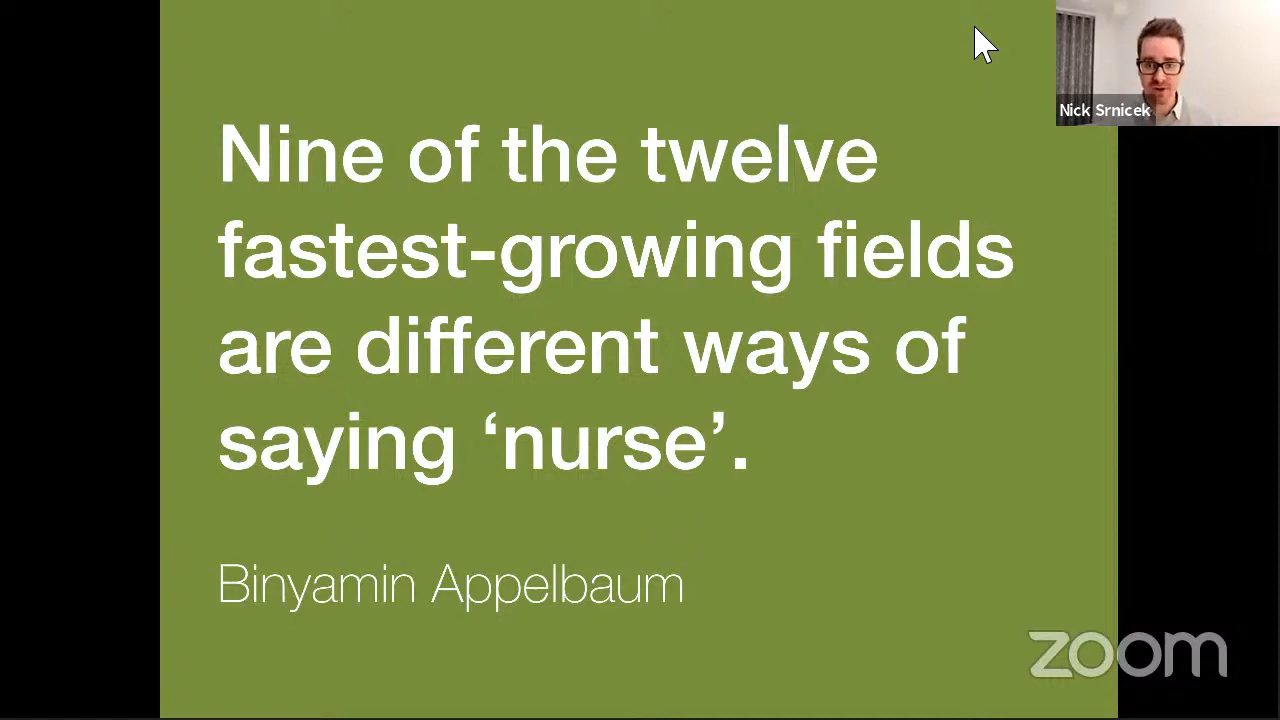 Nick Srnicek
Nine of the twelve
fastest-growing fields
are different ways of
saying ‘nurse’.
Binyamin Appelbaum
zoom